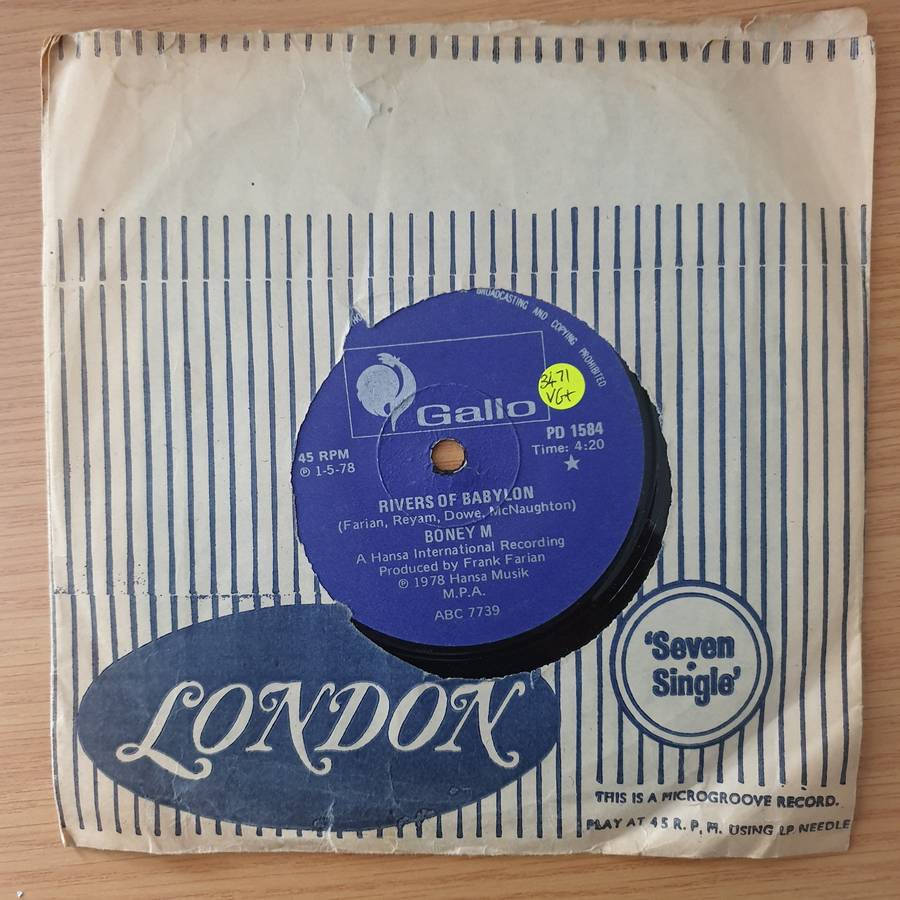 BROADCASTING AND COPYING PROHIBITED
Gallo
3471
VG+
45 RPM
℗ 1-5-78
PD 1584
Time: 4:20
RIVERS OF BABYLON
(Farian, Reyam, Dowe, McNaughton)
BONEY M
A Hansa International Recording
Produced by Frank Farian
℗ 1978 Hansa Musik
M.P.A.
ABC 7739
LONDON
'Seven
Single'
THIS IS A MICROGROOVE RECORD.
PLAY AT 45 R.P.M. USING LP NEEDLE